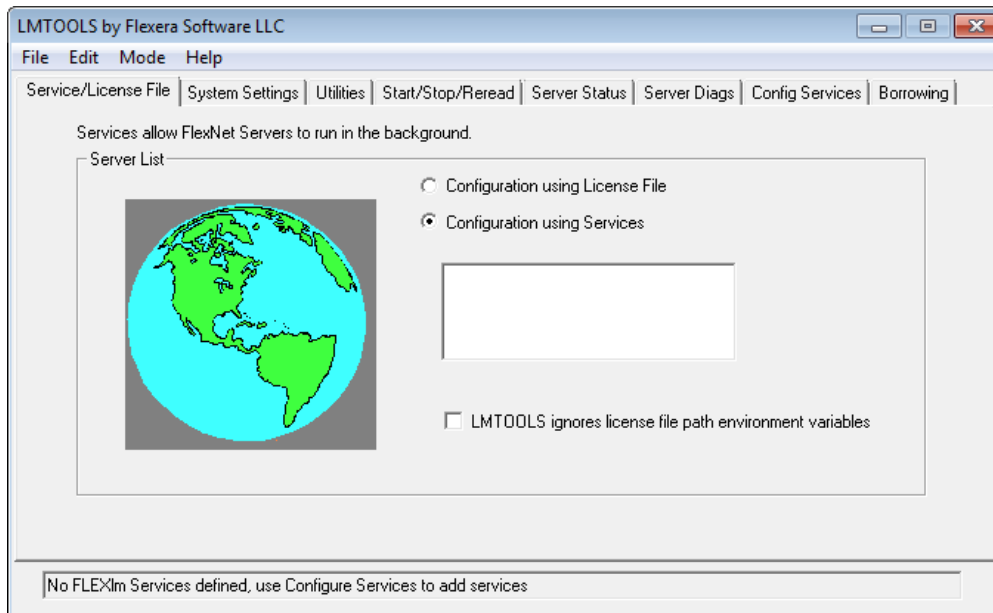 LMTOOLS by Flexera Software LLC
File Edit Mode Help
Service/License File System Settings Utilities Start/Stop/Reread Server Status Server Diags Config Services Borrowing
Services allow FlexNet Servers to run in the background.
Server List
Configuration using License File
Configuration using Services
LMTOOLS ignores license file path environment variables
No FLEXlm Services defined, use Configure Services to add services